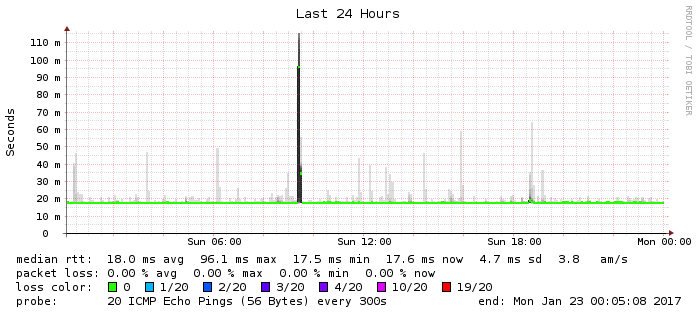 Last 24 Hours
RRDTOOL / TOBI OETIKER
Seconds
110 m
100 m
90 m
80 m
70 m
60 m
50 m
40 m
30 m
20 m
10 m
0
Sun 06:00 Sun 12:00 Sun 18:00 Mon 00:00
median rtt: 18.0 ms avg 96.1 ms max 17.5 ms min 17.6 ms now 4.7 ms sd 3.8 am/s
packet loss: 0.00 % avg 0.00 % max 0.00 % min 0.00 % now
loss color: 0 1/20 2/20 3/20 4/20 10/20 19/20
probe: 20 ICMP Echo Pings (56 Bytes) every 300s end: Mon Jan 23 00:05:08 2017